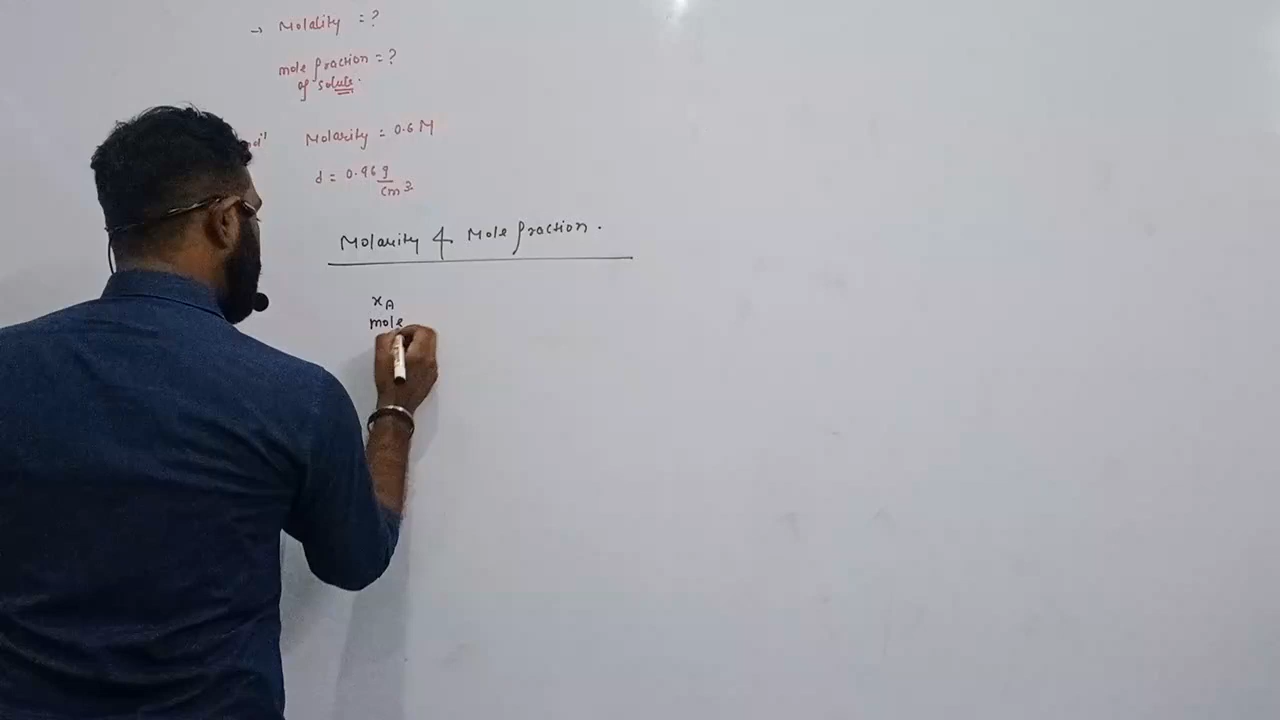 → Molality = ?
mole fraction = ?
of solute.
Molarity = 0.6 M
d = 0.96 g
cm3.
Molarity & Mole fraction.
xA
mole